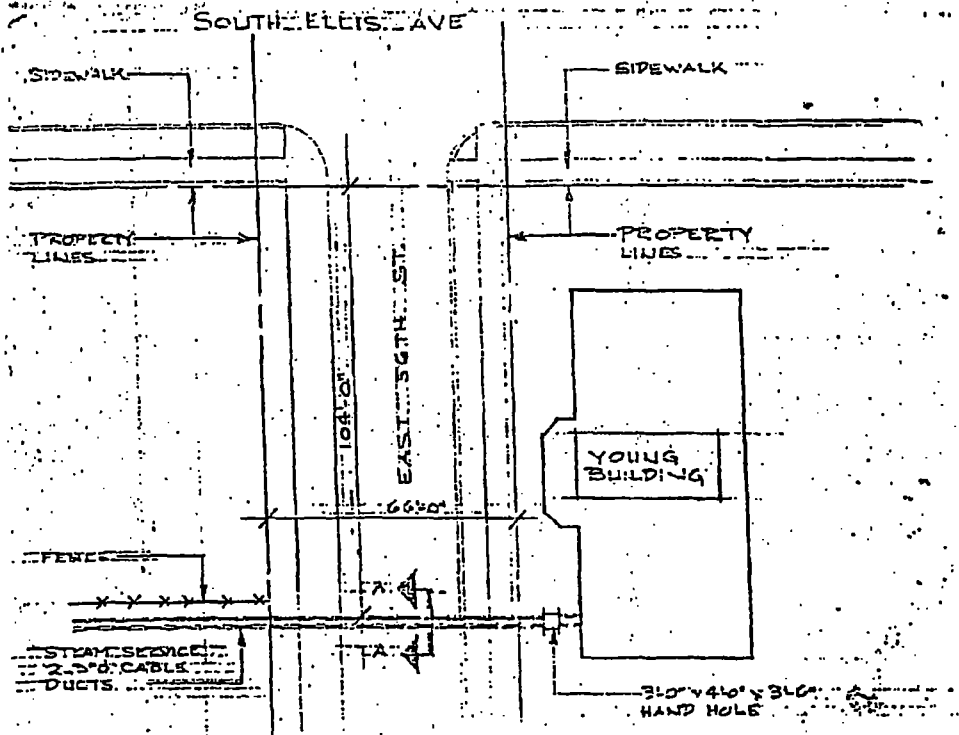 SOUTH ELLIS AVE
SIDEWALK
SIDEWALK
PROPERTY
LINES
PROPERTY
LINES
104'-0"
EAST 56TH ST.
YOUNG
BUILDING
66'-0"
FENCE
A
A
STEAM SERVICE
2-3"Ø CABLE
DUCTS
3'-0" x 4'-0" x 3'-6"
HAND HOLE